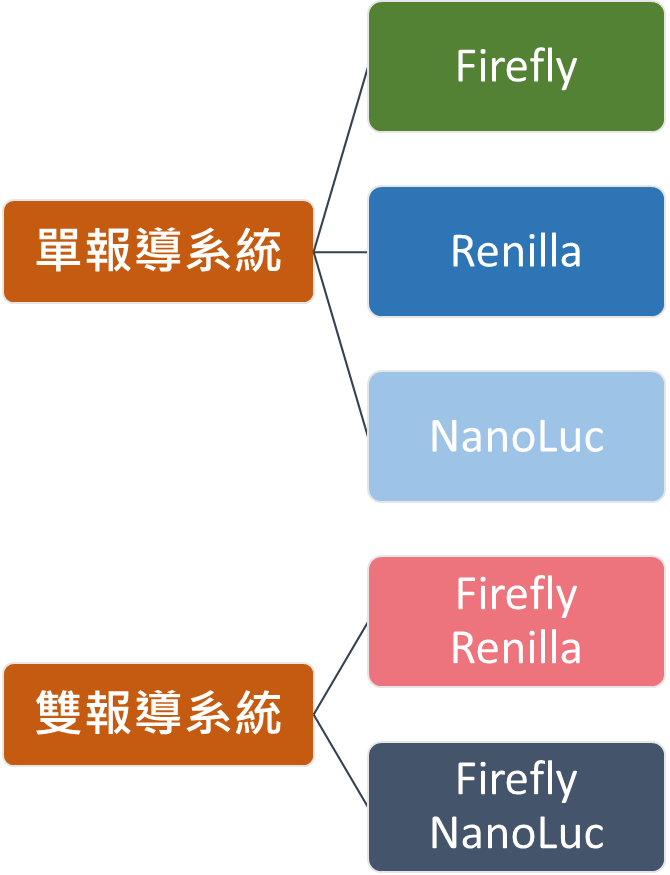 單報導系統
Firefly
Renilla
NanoLuc
雙報導系統
Firefly
Renilla
Firefly
NanoLuc